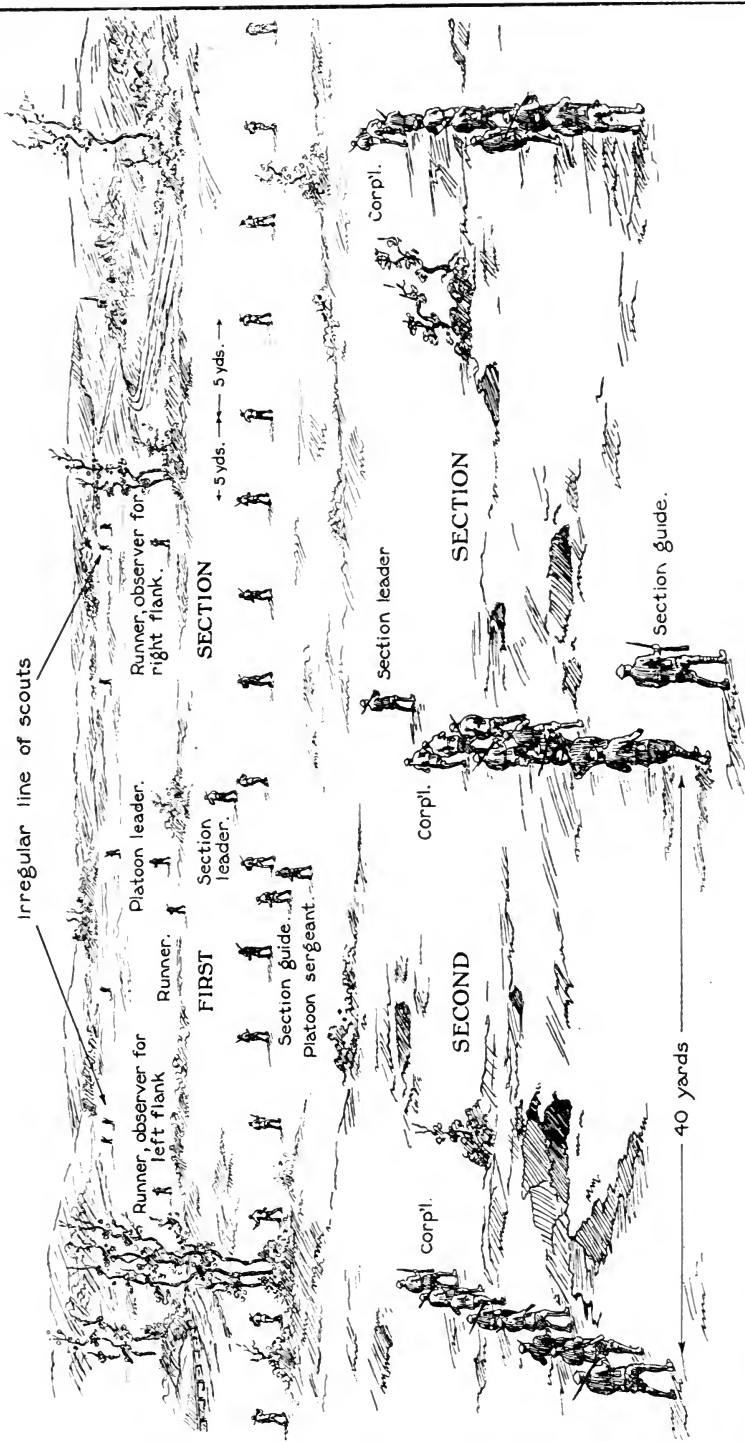 Irregular line of scouts
Runner, observer for
left flank
Runner.
Platoon leader.
Runner, observer for
right flank.
FIRST
Section
leader.
SECTION
← 5 yds. →← 5 yds. →
Section guide.
Platoon sergeant.
Corp'l.
SECOND
Corp'l.
Section leader
SECTION
Corp'l.
40 yards
Section guide.